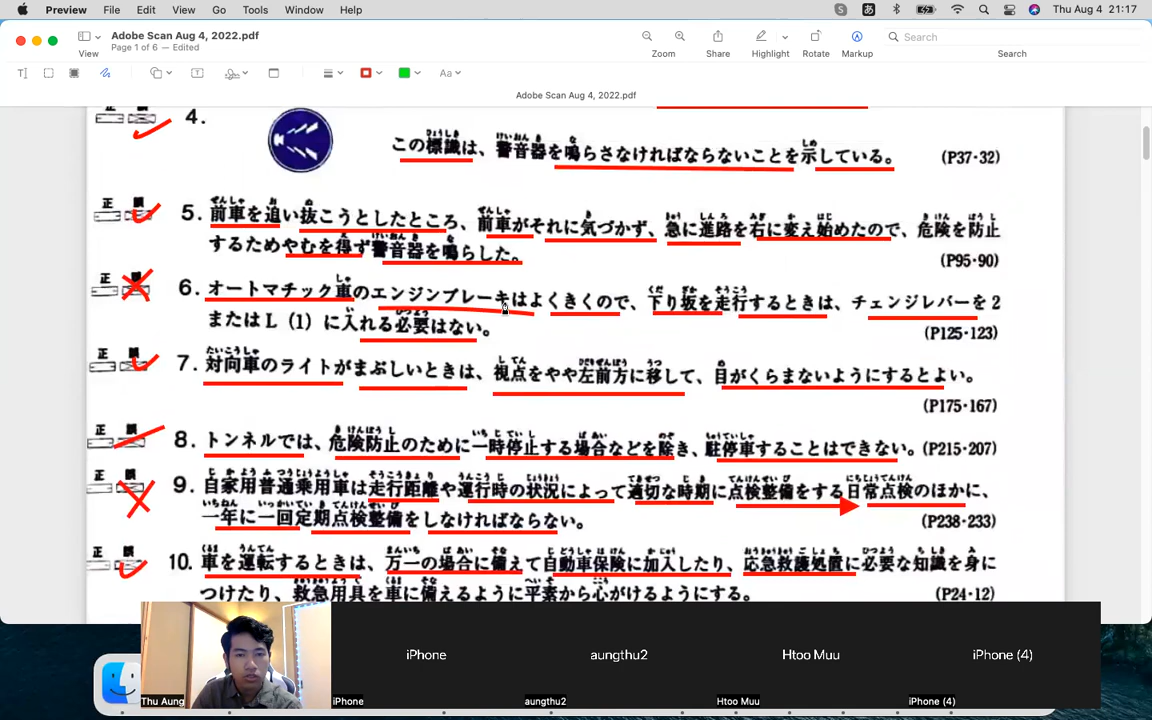 Preview File Edit View Go Tools Window Help Thu Aug 4 21:17
Adobe Scan Aug 4, 2022.pdf
Page 1 of 6 — Edited
View Zoom Share Highlight Rotate Markup Search
Search
Aa
Adobe Scan Aug 4, 2022.pdf
正 誤 4. この標識は、警音器を鳴らさなければならないことを示している。 (P37·32)
正 誤 5. 前車を追い抜こうとしたところ、前車がそれに気づかず、急に進路を右に変え始めたので、危険を防止
するためやむを得ず警音器を鳴らした。 (P95·90)
正 誤 6. オートマチック車のエンジンブレーキはよくきくので、下り坂を走行するときは、チェンジレバーを2
またはL（1）に入れる必要はない。 (P125·123)
正 誤 7. 対向車のライトがまぶしいときは、視点をやや左前方に移して、目がくらまないようにするとよい。
(P175·167)
正 誤 8. トンネルでは、危険防止のために一時停止する場合などを除き、駐停車することはできない。 (P215·207)
正 誤 9. 自家用普通乗用車は走行距離や運行時の状況によって適切な時期に点検整備をする日常点検のほかに、
一年に一回定期点検整備をしなければならない。 (P238·233)
正 誤 10. 車を運転するときは、万一の場合に備えて自動車保険に加入したり、応急救護処置に必要な知識を身に
つけたり、救急用具を車に備えるように平素から心がけるようにする。 (P24·12)
iPhone aungthu2 Htoo Muu iPhone (4)
Thu Aung iPhone aungthu2 Htoo Muu iPhone (4)